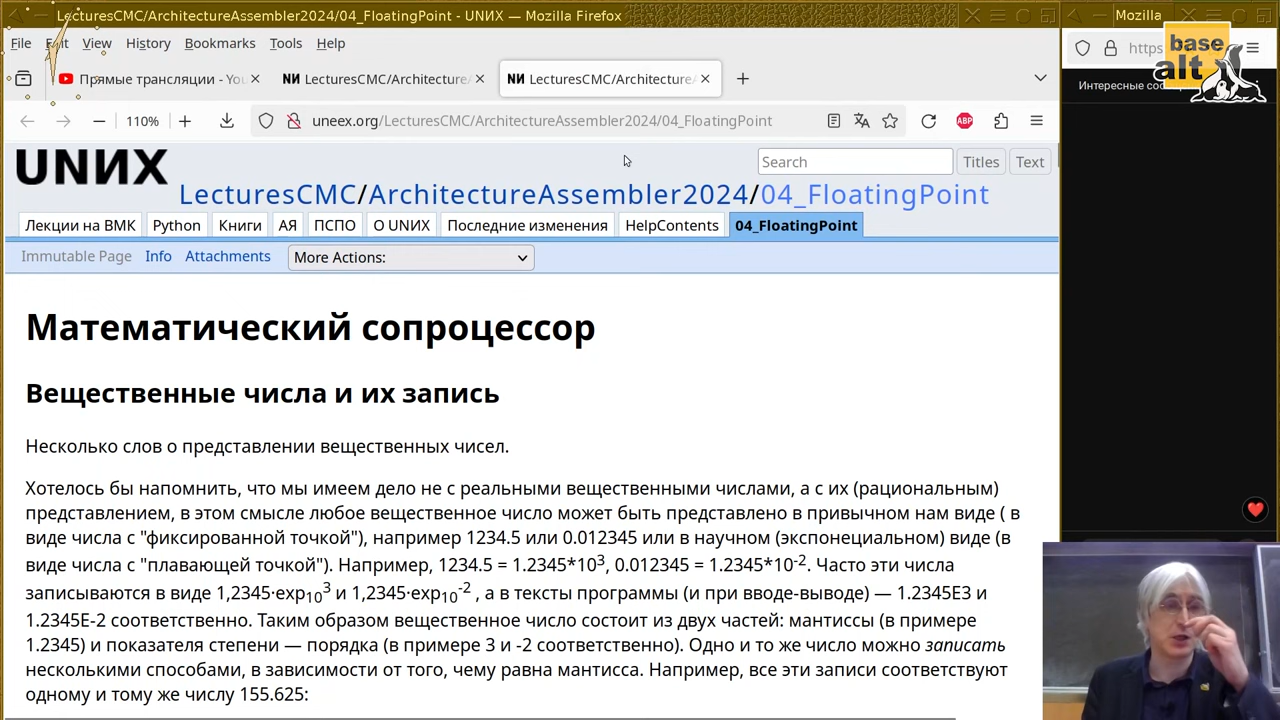 LecturesCMC/ArchitectureAssembler2024/04_FloatingPoint - UNИX — Mozilla Firefox
Mozilla
File Edit View History Bookmarks Tools Help
Прямые трансляции - You
LecturesCMC/Architecture
LecturesCMC/Architecture
110%
uneex.org/LecturesCMC/ArchitectureAssembler2024/04_FloatingPoint
ABP
https
base
alt
Интересные соо
UNИX
Search
Titles
Text
LecturesCMC/ArchitectureAssembler2024/04_FloatingPoint
Лекции на ВМК
Python
Книги
АЯ
ПСПО
О UNИX
Последние изменения
HelpContents
04_FloatingPoint
Immutable Page Info Attachments More Actions:
Математический сопроцессор
Вещественные числа и их запись
Несколько слов о представлении вещественных чисел.
Хотелось бы напомнить, что мы имеем дело не с реальными вещественными числами, а с их (рациональным)
представлением, в этом смысле любое вещественное число может быть представлено в привычном нам виде ( в
виде числа с "фиксированной точкой"), например 1234.5 или 0.012345 или в научном (экспонециальном) виде (в
виде числа с "плавающей точкой"). Например, 1234.5 = 1.2345*10³, 0.012345 = 1.2345*10⁻². Часто эти числа
записываются в виде 1,2345·exp₁₀³ и 1,2345·exp₁₀⁻² , а в тексты программы (и при вводе-выводе) — 1.2345E3 и
1.2345E-2 соответственно. Таким образом вещественное число состоит из двух частей: мантиссы (в примере
1.2345) и показателя степени — порядка (в примере 3 и -2 соответственно). Одно и то же число можно записать
несколькими способами, в зависимости от того, чему равна мантисса. Например, все эти записи соответствуют
одному и тому же числу 155.625: